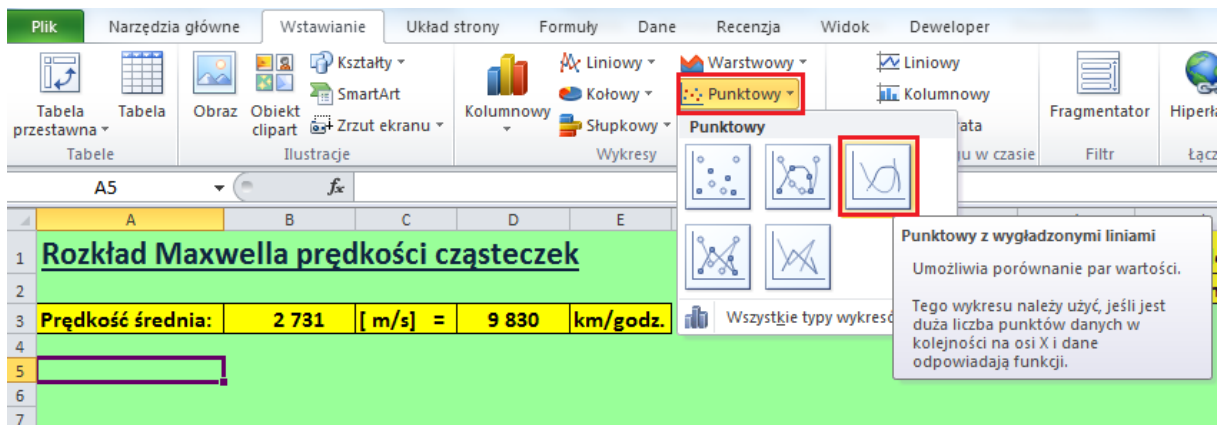 Plik Narzędzia główne Wstawianie Układ strony Formuły Dane Recenzja Widok Deweloper
Tabela przestawna
Tabela
Obraz
Obiekt clipart
Kształty
SmartArt
Zrzut ekranu
Kolumnowy
Liniowy
Kołowy
Słupkowy
Warstwowy
Punktowy
Liniowy
Kolumnowy
Fragmentator
Tabele Ilustracje Wykresy w czasie Filtr
Punktowy
A5 fx
A B C D E
1 Rozkład Maxwella prędkości cząsteczek
2
3 Prędkość średnia: 2 731 [ m/s] = 9 830 km/godz.
4
5
6
7
Wszystkie typy wykresó
Punktowy z wygładzonymi liniami
Umożliwia porównanie par wartości.
Tego wykresu należy użyć, jeśli jest
duża liczba punktów danych w
kolejności na osi X i dane
odpowiadają funkcji.